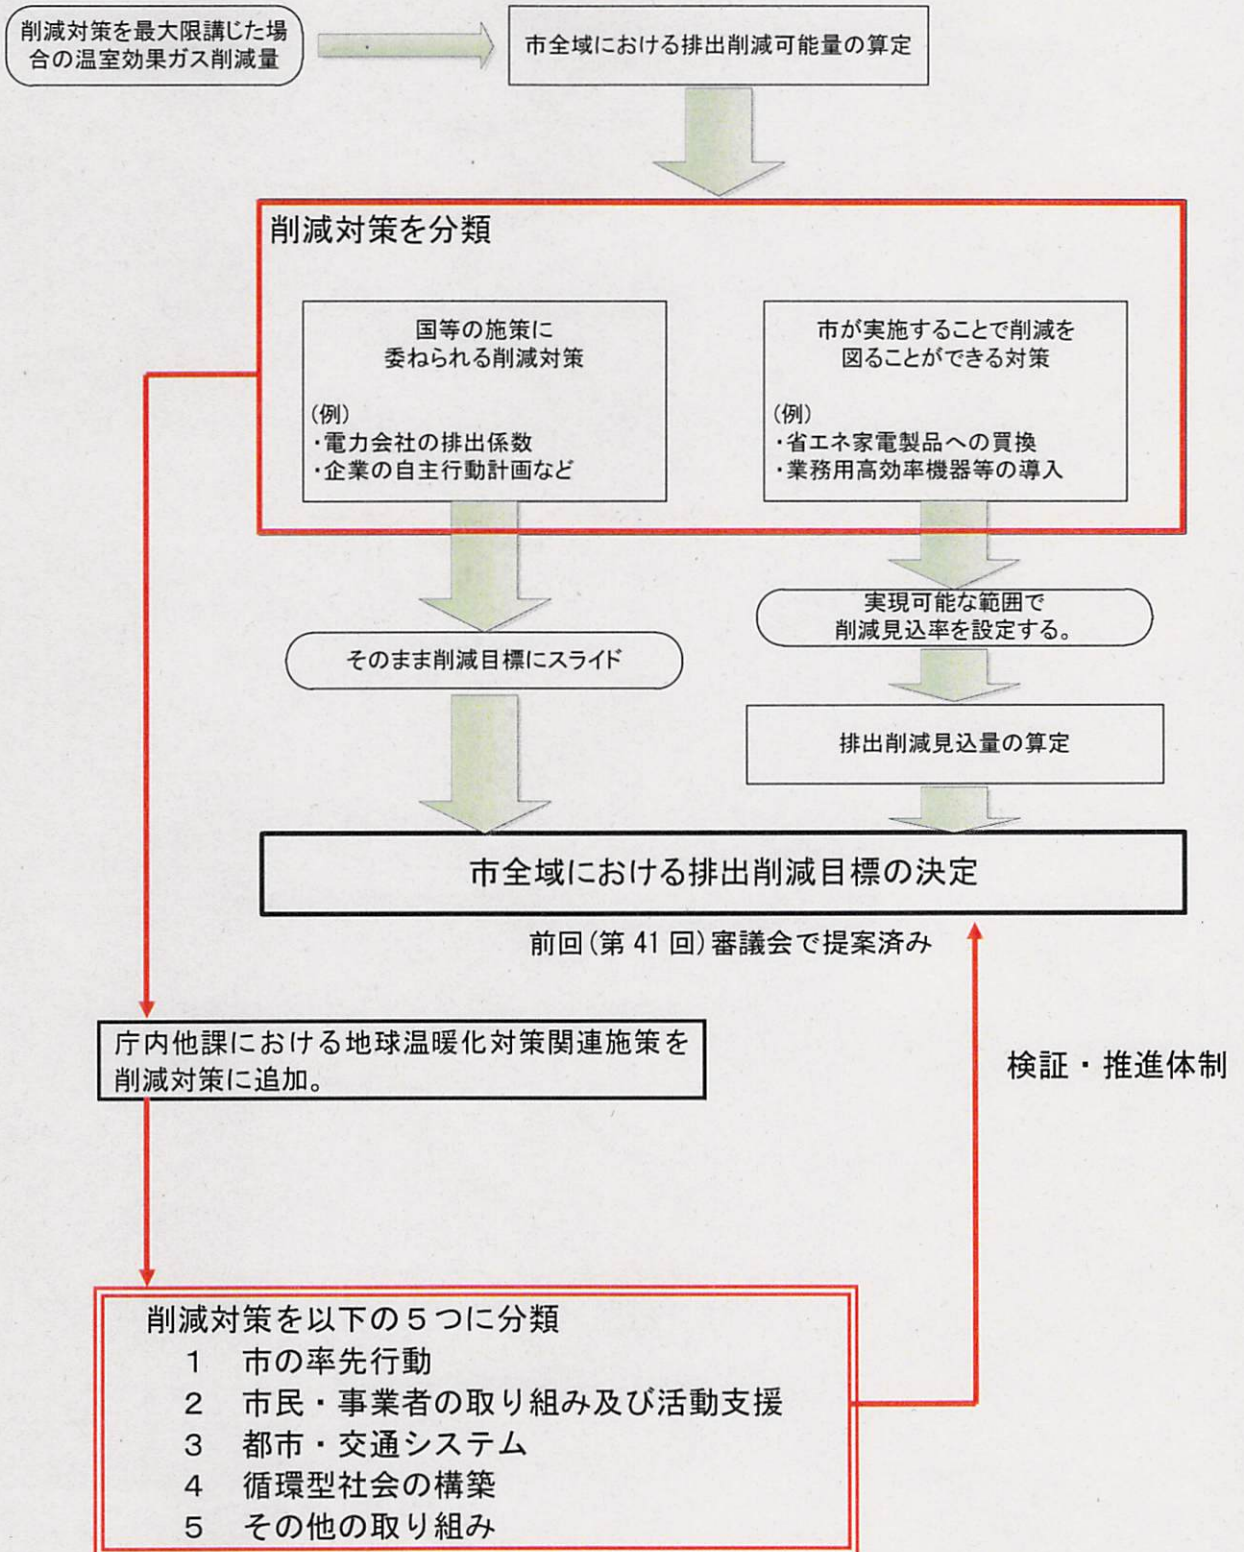 削減対策を最大限講じた場
合の温室効果ガス削減量
市全域における排出削減可能量の算定
削減対策を分類
国等の施策に
委ねられる削減対策
(例)
・電力会社の排出係数
・企業の自主行動計画など
市が実施することで削減を
図ることができる対策
(例)
・省エネ家電製品への買換
・業務用高効率機器等の導入
そのまま削減目標にスライド
実現可能な範囲で
削減見込率を設定する。
排出削減見込量の算定
市全域における排出削減目標の決定
前回(第 41 回)審議会で提案済み
庁内他課における地球温暖化対策関連施策を
削減対策に追加。
検証・推進体制
削減対策を以下の５つに分類
1 市の率先行動
2 市民・事業者の取り組み及び活動支援
3 都市・交通システム
4 循環型社会の構築
5 その他の取り組み